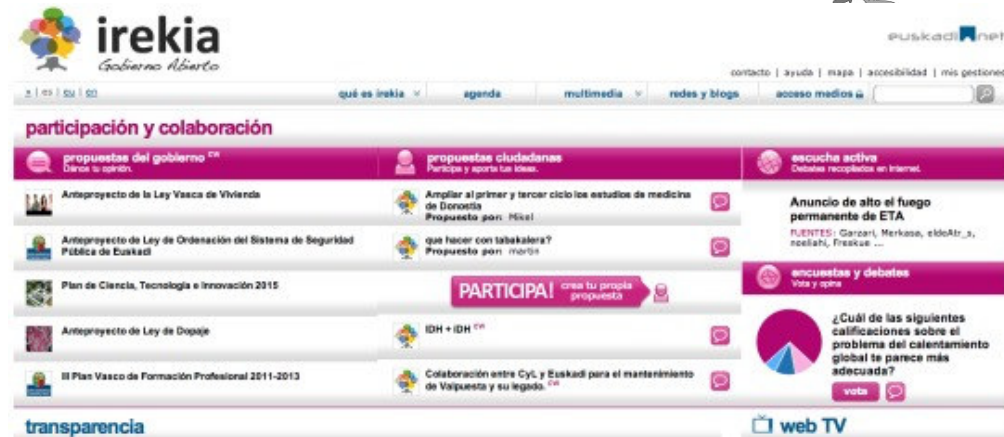 irekia
Gobierno Abierto
euskadi net
contacto | ayuda | mapa | accesibilidad | mis gestiones
es | eu | en
qué es irekia
agenda
multimedia
redes y blogs
acceso medios
participación y colaboración
propuestas del gobierno
Dános tu opinión.
Anteproyecto de la Ley Vasca de Vivienda
Anteproyecto de Ley de Ordenación del Sistema de Seguridad
Pública de Euskadi
Plan de Ciencia, Tecnología e Innovación 2015
Anteproyecto de Ley de Dopaje
III Plan Vasco de Formación Profesional 2011-2013
propuestas ciudadanas
Participa y aporta tus ideas.
Ampliar al primer y tercer ciclo los estudios de medicina
de Donostia
Propuesto por: Mikel
que hacer con tabakalera?
Propuesto por: martin
PARTICIPA! crea tu propia
propuesta
IDH + iDH
Colaboración entre CyL y Euskadi para el mantenimiento
de Valpuesta y su legado.
escucha activa
Debates recopilados en Internet.
Anuncio de alto el fuego
permanente de ETA
FUENTES: Garzari, Merkasa, eldeAtr_s,
noeliahi, Freakue ...
encuestas y debates
Vota y opina
¿Cuál de las siguientes
calificaciones sobre el
problema del calentamiento
global te parece más
adecuada?
vota
transparencia
web TV